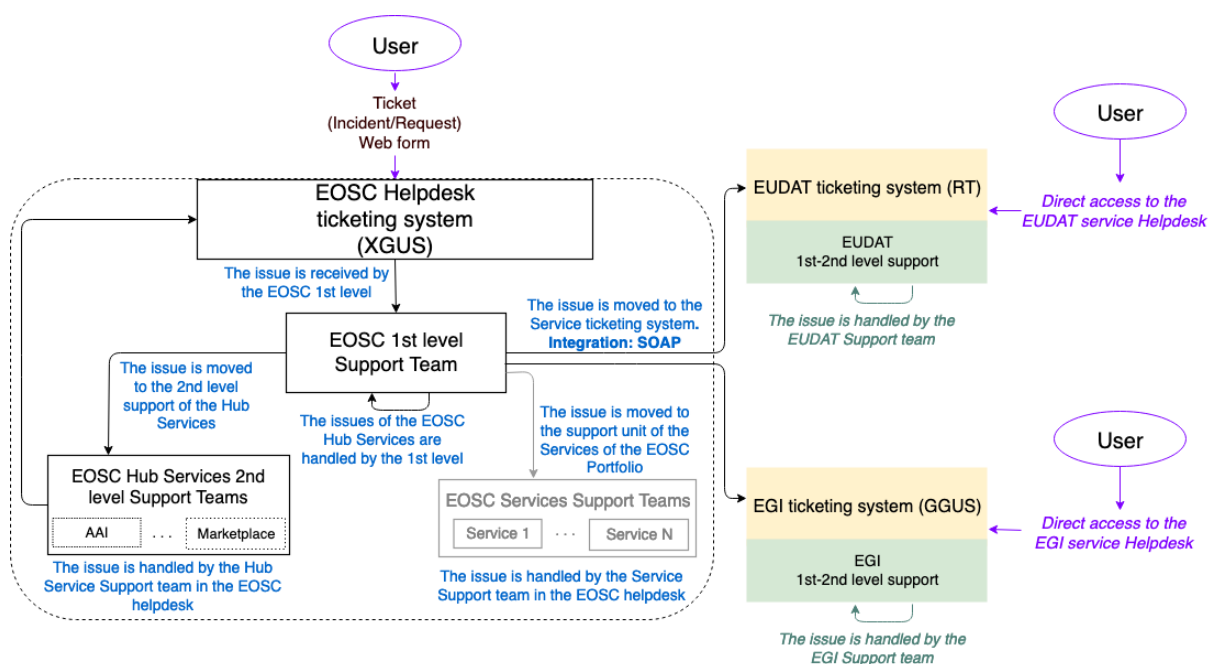 User
Ticket
(Incident/Request)
Web form
EOSC Helpdesk
ticketing system
(XGUS)
The issue is received by
the EOSC 1st level
EOSC 1st level
Support Team
The issue is moved to the
Service ticketing system.
Integration: SOAP
The issue is moved
to the 2nd level
support of the Hub
Services
The issues of the EOSC
Hub Services are
handled by the 1st level
The issue is moved to
the support unit of the
Services of the EOSC
Portfolio
EOSC Hub Services 2nd
level Support Teams
AAI
. . .
Marketplace
The issue is handled by the Hub
Service Support team in the EOSC
helpdesk
EOSC Services Support Teams
Service 1
. . .
Service N
The issue is handled by the Service
Support team in the EOSC helpdesk
User
EUDAT ticketing system (RT)
Direct access to the
EUDAT service Helpdesk
EUDAT
1st-2nd level support
The issue is handled by the
EUDAT Support team
User
EGI ticketing system (GGUS)
Direct access to the
EGI service Helpdesk
EGI
1st-2nd level support
The issue is handled by the
EGI Support team